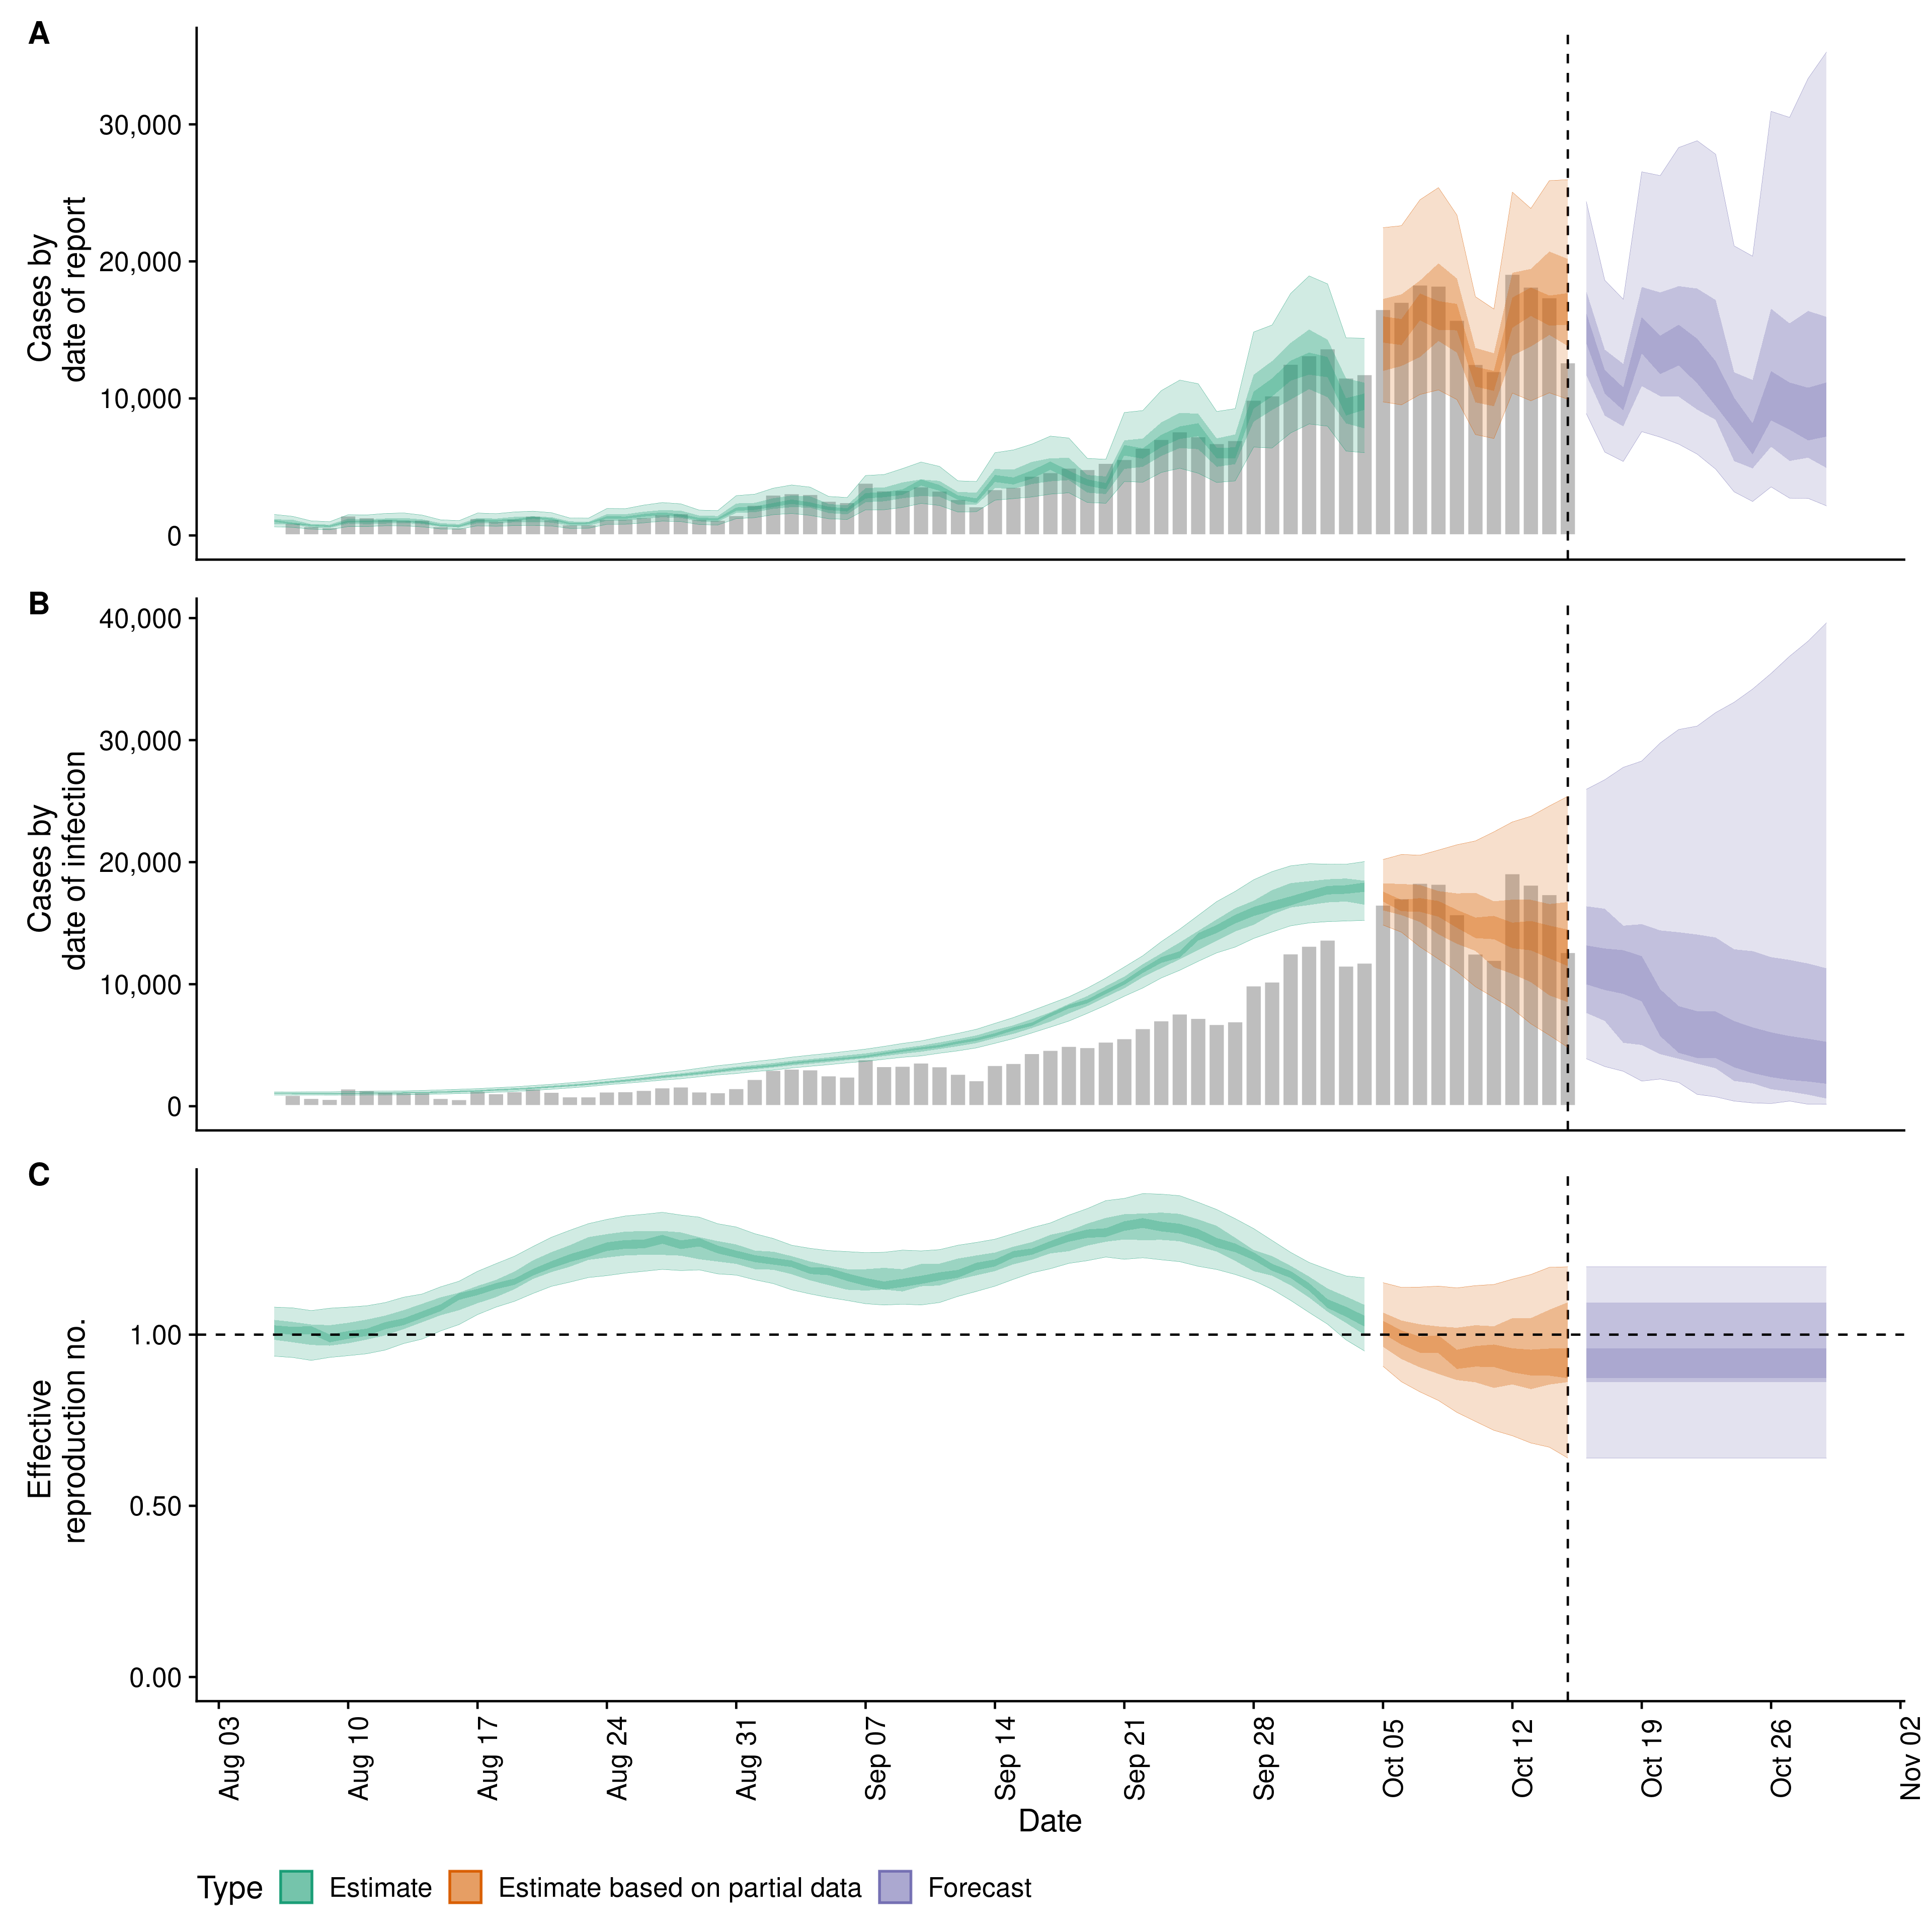 A
Cases by
date of report
30,000
20,000
10,000
0
B
Cases by
date of infection
40,000
30,000
20,000
10,000
0
C
Effective
reproduction no.
1.00
0.50
0.00
Aug 03
Aug 10
Aug 17
Aug 24
Aug 31
Sep 07
Sep 14
Sep 21
Sep 28
Oct 05
Oct 12
Oct 19
Oct 26
Nov 02
Date
Type Estimate Estimate based on partial data Forecast